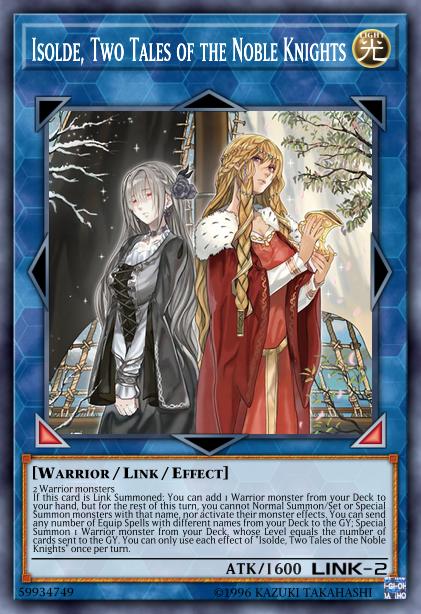 Isolde, Two Tales of the Noble Knights
LIGHT
光
[Warrior / Link / Effect]
2 Warrior monsters
If this card is Link Summoned: You can add 1 Warrior monster from your Deck to
your hand, but for the rest of this turn, you cannot Normal Summon/Set or Special
Summon monsters with that name, nor activate their monster effects. You can send
any number of Equip Spells with different names from your Deck to the GY; Special
Summon 1 Warrior monster from your Deck, whose Level equals the number of
cards sent to the GY. You can only use each effect of "Isolde, Two Tales of the Noble
Knights" once per turn.
ATK/1600 LINK-2
59934749
©1996 KAZUKI TAKAHASHI